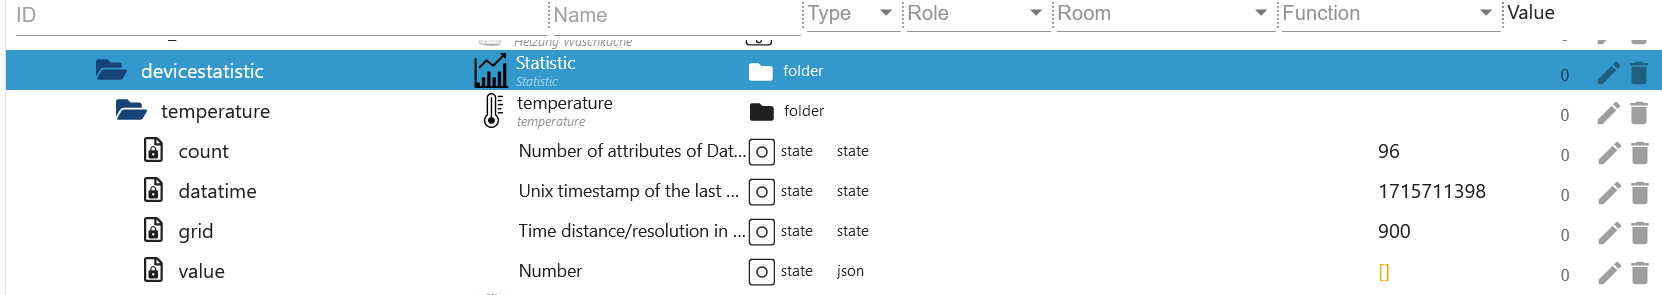 ID Name Type Role Room Function Value
Heizung Waschküche
devicestatistic Statistic folder 0
Statistic
temperature temperature folder 0
temperature
count Number of attributes of Dat... state state 96 0
datatime Unix timestamp of the last ... state state 1715711398 0
grid Time distance/resolution in ... state state 900 0
value Number state json [] 0